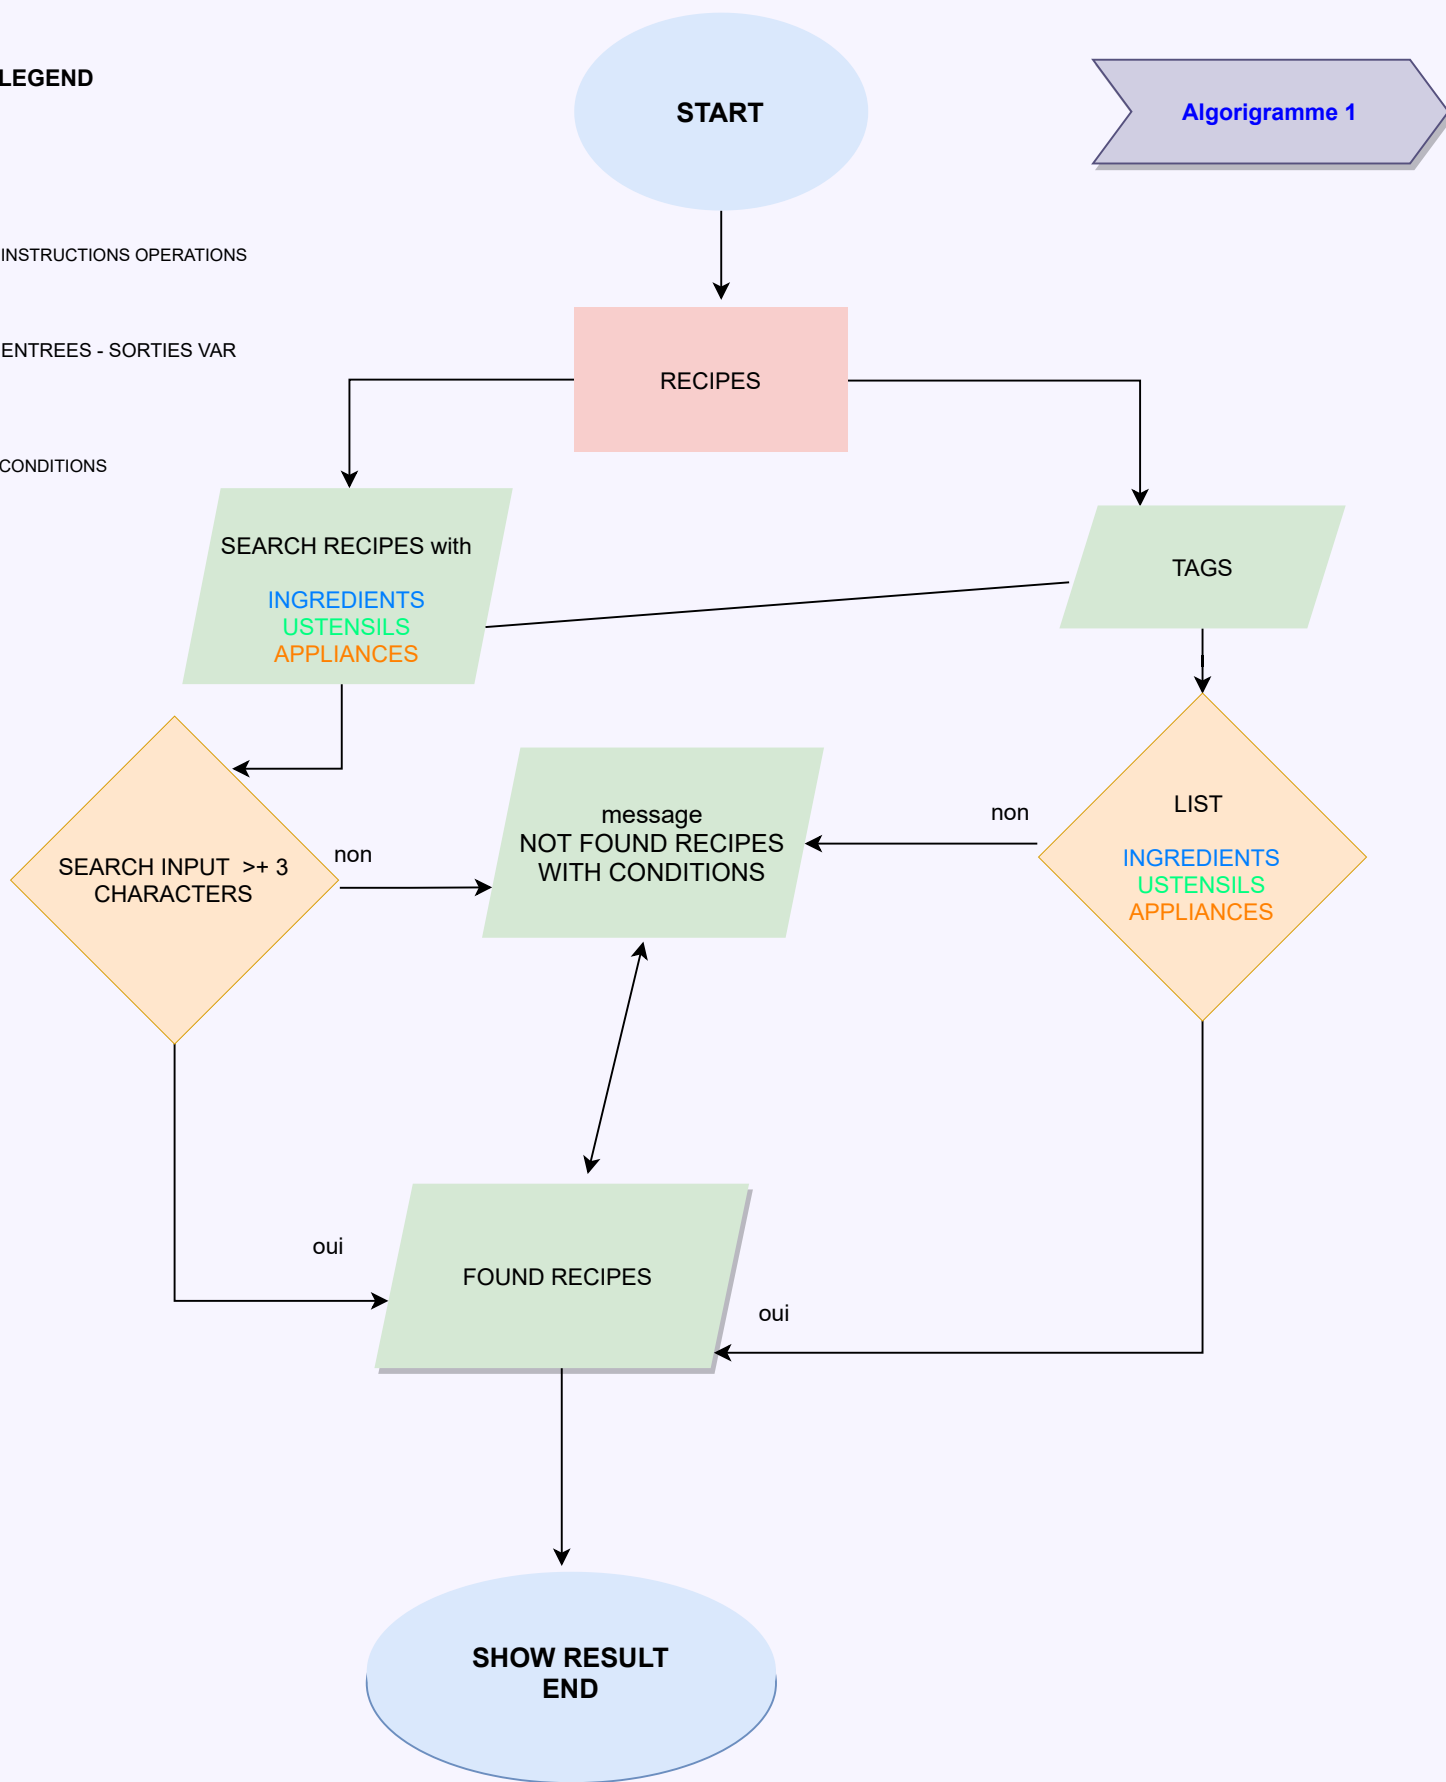 LEGEND
START
Algorigramme 1
INSTRUCTIONS OPERATIONS
ENTREES - SORTIES VAR
RECIPES
CONDITIONS
SEARCH RECIPES with
INGREDIENTS
USTENSILS
APPLIANCES
TAGS
SEARCH INPUT  >+ 3
CHARACTERS
non
message
NOT FOUND RECIPES
WITH CONDITIONS
non
LIST
INGREDIENTS
USTENSILS
APPLIANCES
oui
FOUND RECIPES
oui
SHOW RESULT
END